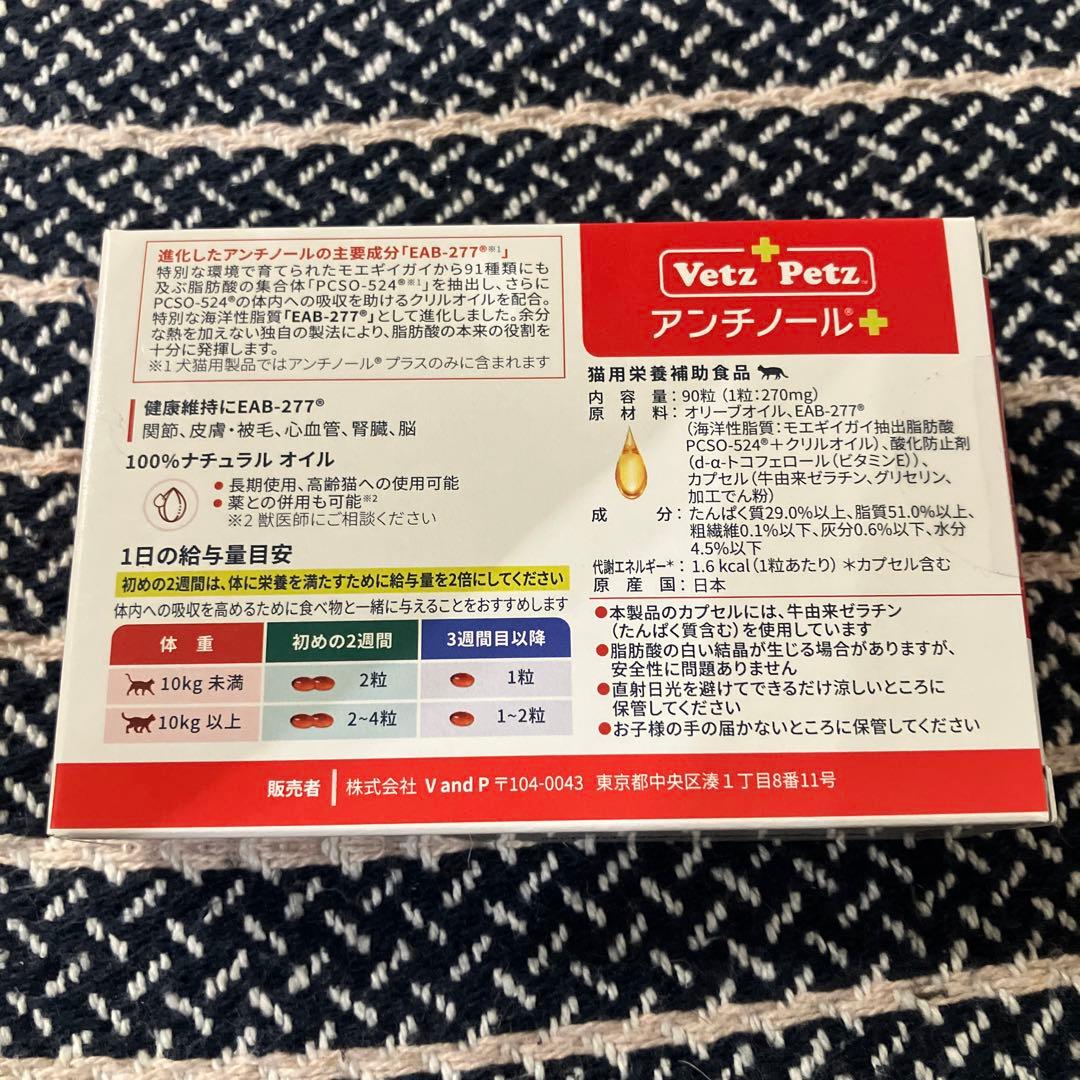 進化したアンチノールの主要成分「EAB-277®※1」
特別な環境で育てられたモエギイガイから91種類にも
及ぶ脂肪酸の集合体「PCSO-524®※1」を抽出し、さらに
PCSO-524®の体内への吸収を助けるクリルオイルを配合。
特別な海洋性脂質「EAB-277®」として進化しました。余分
な熱を加えない独自の製法により、脂肪酸の本来の役割を
十分に発揮します。
※1 犬猫用製品ではアンチノール® プラスのみに含まれます
健康維持にEAB-277®
関節、皮膚・被毛、心血管、腎臓、脳
100%ナチュラル オイル
● 長期使用、高齢猫への使用可能
● 薬との併用も可能※2
※2 獣医師にご相談ください
1日の給与量目安
初めの2週間は、体に栄養を満たすために給与量を2倍にしてください
体内への吸収を高めるために食べ物と一緒に与えることをおすすめします
体 重 初めの2週間 3週間目以降
10kg 未満 2粒 1粒
10kg 以上 2~4粒 1~2粒
Vetz Petz™
アンチノール®
猫用栄養補助食品
内 容 量:90粒(1粒:270mg)
原 材 料:オリーブオイル、EAB-277®
(海洋性脂質:モエギイガイ抽出脂肪酸
PCSO-524®+クリルオイル)、酸化防止剤
(d-α-トコフェロール(ビタミンE))、
カプセル(牛由来ゼラチン、グリセリン、
加工でん粉)
成 分:たんぱく質29.0%以上、脂質51.0%以上、
粗繊維0.1%以下、灰分0.6%以下、水分
4.5%以下
代謝エネルギー*:1.6 kcal(1粒あたり)*カプセル含む
原 産 国:日本
●本製品のカプセルには、牛由来ゼラチン
(たんぱく質含む)を使用しています
●脂肪酸の白い結晶が生じる場合がありますが、
安全性に問題ありません
●直射日光を避けてできるだけ涼しいところに
保管してください
●お子様の手の届かないところに保管してください
販売者 株式会社 V and P 〒104-0043 東京都中央区湊1丁目8番11号